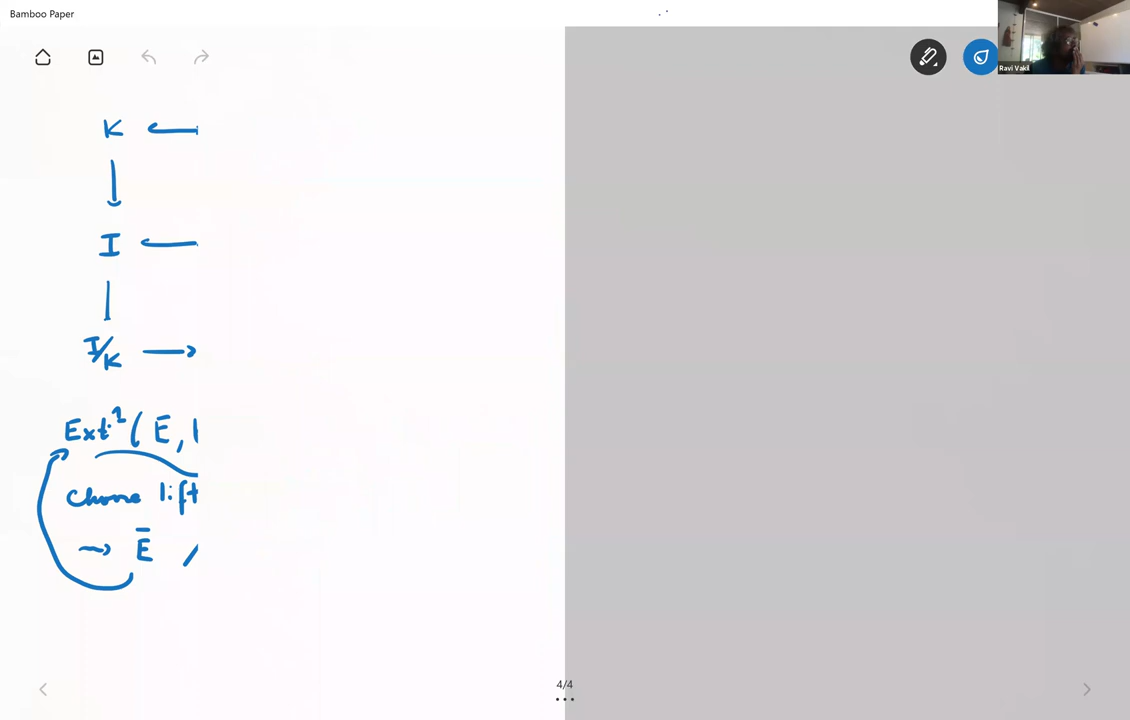 Bamboo Paper
Ravi Vakil
K ←
↓
I ←
|
I/K →
Ext¹ ( Ē ,
choose lift
⇝ Ē
4/4